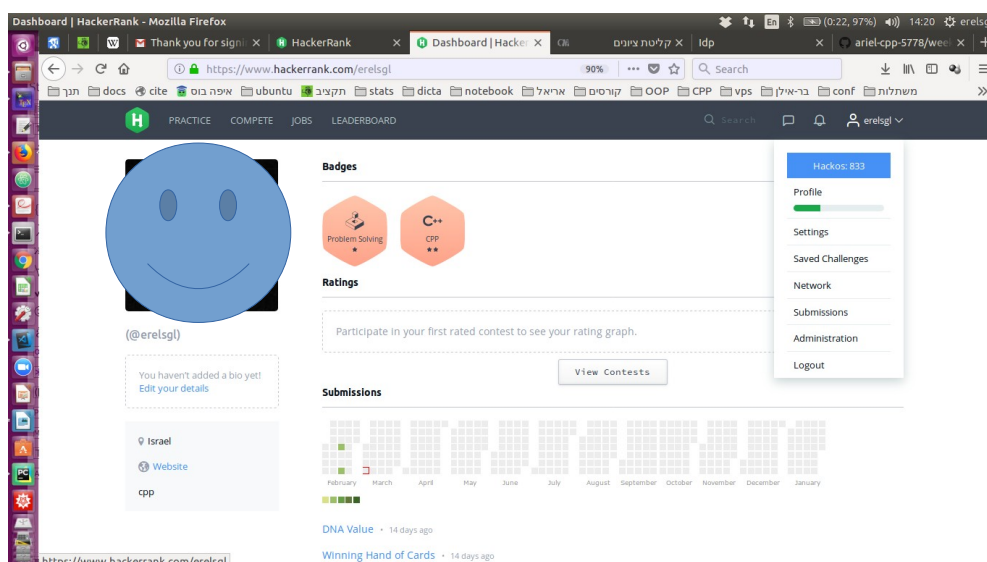 Dashboard | HackerRank - Mozilla Firefox
En (0:22, 97%) 14:20 erelsg
Thank you for signi × HackerRank × Dashboard | Hacker × קליטת ציונים × Idp × ariel-cpp-5778/wee ×
https://www.hackerrank.com/erelsgl 90% Search
תנך docs cite איפה בוס ubuntu תקציב stats dicta notebook אריאל קורסים OOP CPP vps בר-אילן conf משתלות
H PRACTICE COMPETE JOBS LEADERBOARD Search erelsgl
Hackos: 833
Profile
Settings
Saved Challenges
Network
Submissions
Administration
Logout
(@erelsgl)
You haven't added a bio yet!
Edit your details
Israel
Website
cpp
Badges
Problem Solving
C++
CPP
Ratings
Participate in your first rated contest to see your rating graph.
View Contests
Submissions
February March April May June July August September October November December January
DNA Value • 14 days ago
Winning Hand of Cards • 14 days ago
https://www.hackerrank.com/erelsgl